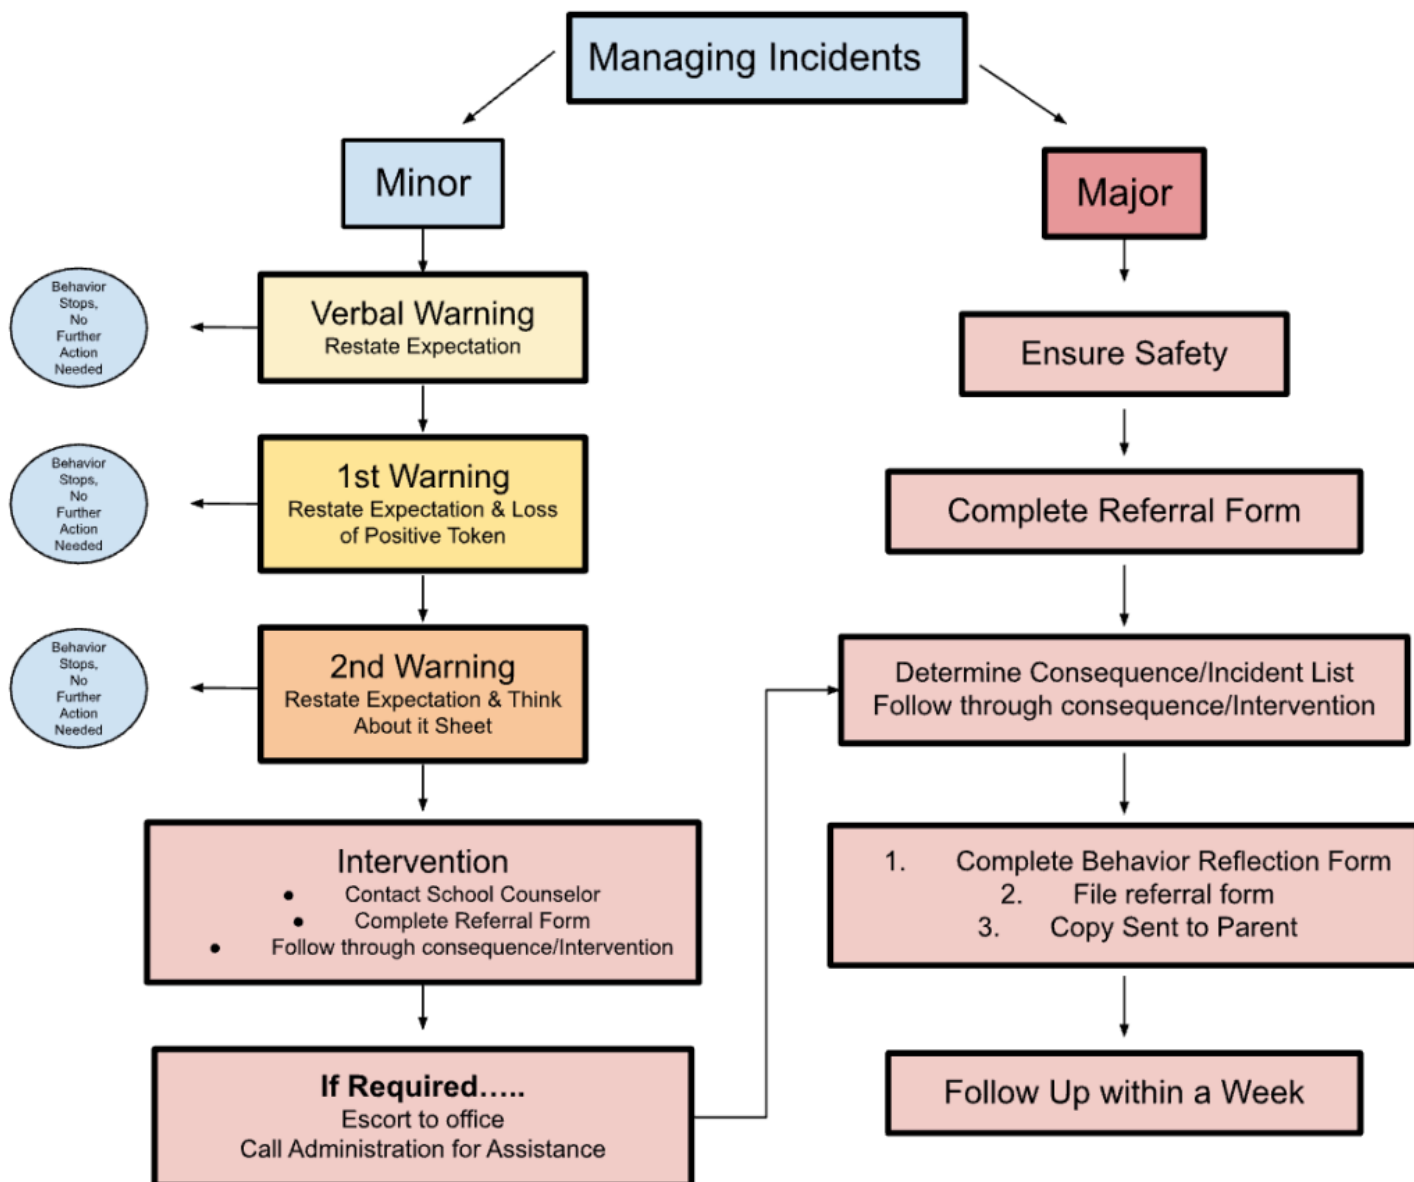 Managing Incidents
Minor
Major
Behavior
Stops,
No
Further
Action
Needed
Verbal Warning
Restate Expectation
Ensure Safety
Behavior
Stops,
No
Further
Action
Needed
1st Warning
Restate Expectation & Loss
of Positive Token
Complete Referral Form
Behavior
Stops,
No
Further
Action
Needed
2nd Warning
Restate Expectation & Think
About it Sheet
Determine Consequence/Incident List
Follow through consequence/Intervention
Intervention
● Contact School Counselor
● Complete Referral Form
● Follow through consequence/Intervention
1. Complete Behavior Reflection Form
2. File referral form
3. Copy Sent to Parent
If Required.....
Escort to office
Call Administration for Assistance
Follow Up within a Week